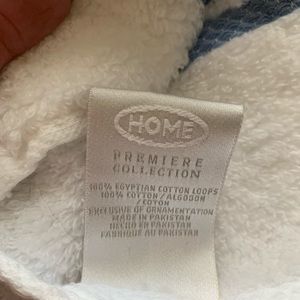 HOME
PREMIERE
COLLECTION
100% EGYPTIAN COTTON LOOPS
100% COTTON / ALGODON
/ COTON
EXCLUSIVE OF ORNAMENTATION
MADE IN PAKISTAN
HECHO EN PAKISTAN
FABRIQUE AU PAKISTAN